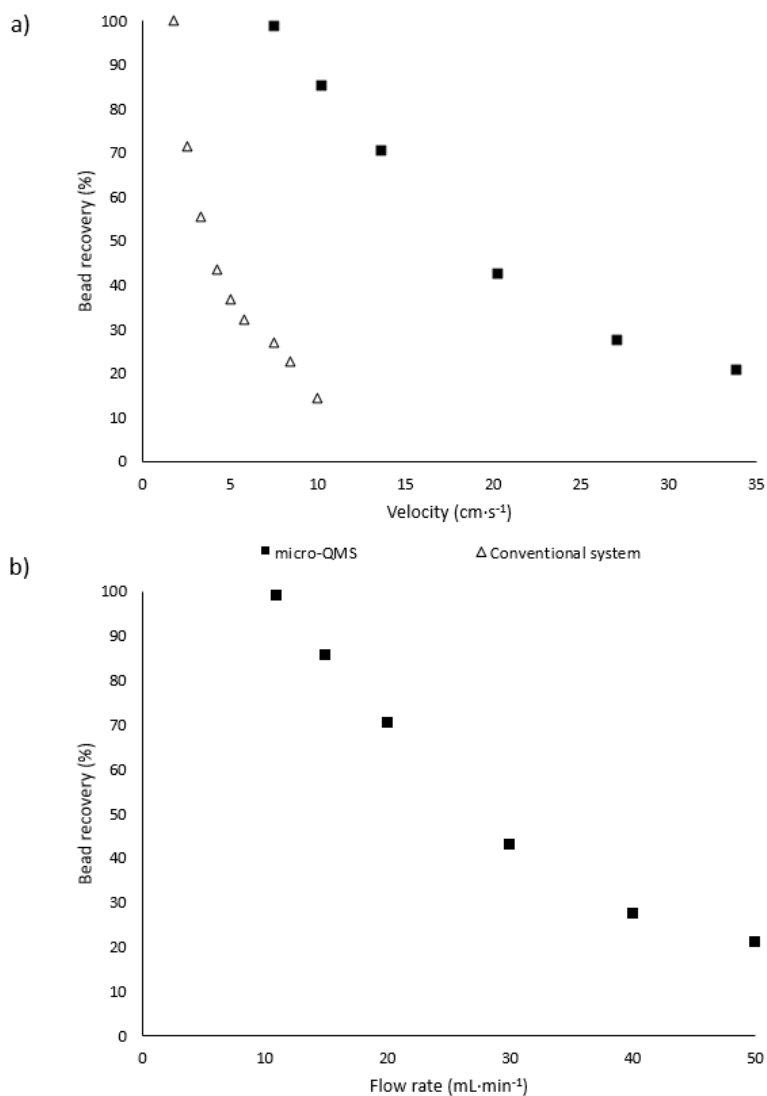 a)
100
90
80
70
60
50
40
30
20
10
0
Bead recovery (%)
0 5 10 15 20 25 30 35
Velocity (cm·s⁻¹)
■ micro-QMS △ Conventional system
b)
100
90
80
70
60
50
40
30
20
10
0
Bead recovery (%)
0 10 20 30 40 50
Flow rate (mL·min⁻¹)